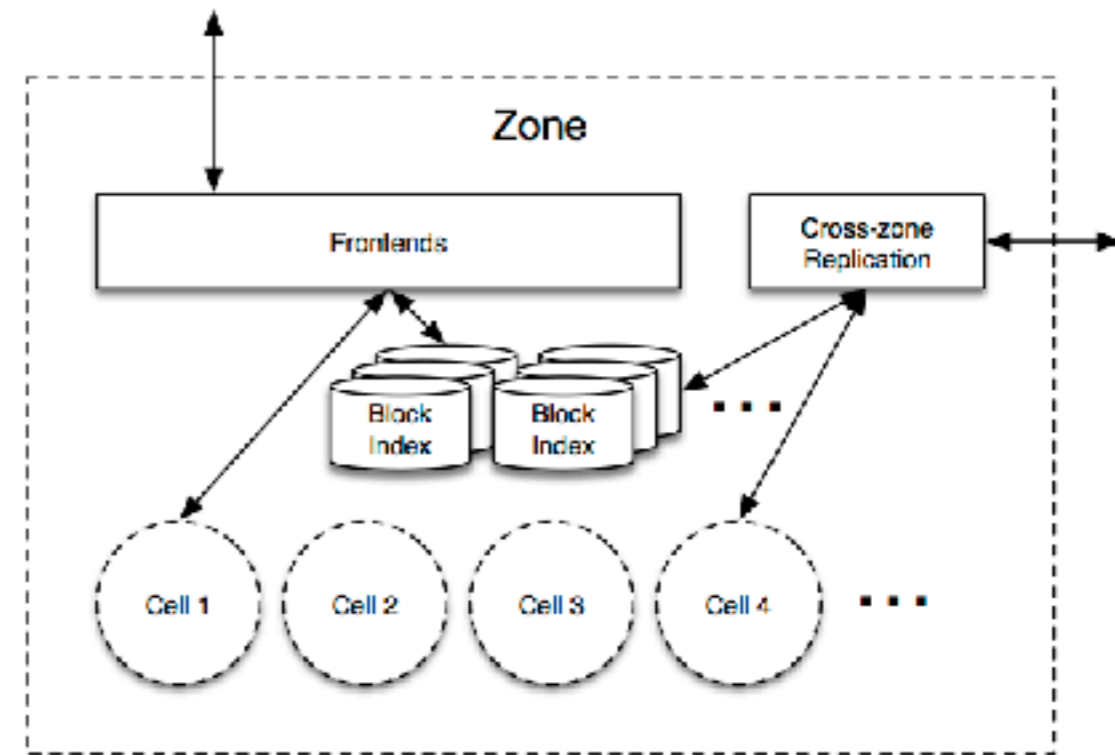 Zone
Frontends
Cross-zone
Replication
Block
Index
Block
Index
. . .
Cell 1
Cell 2
Cell 3
Cell 4
. . .